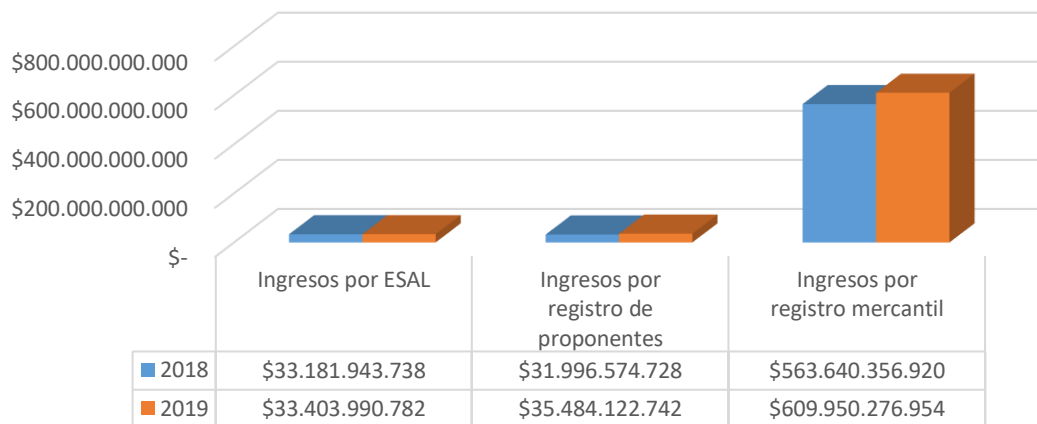 $800.000.000.000
$600.000.000.000
$400.000.000.000
$200.000.000.000
$-
Ingresos por ESAL
Ingresos por
registro de
proponentes
Ingresos por
registro mercantil
2018 $33.181.943.738 $31.996.574.728 $563.640.356.920
2019 $33.403.990.782 $35.484.122.742 $609.950.276.954